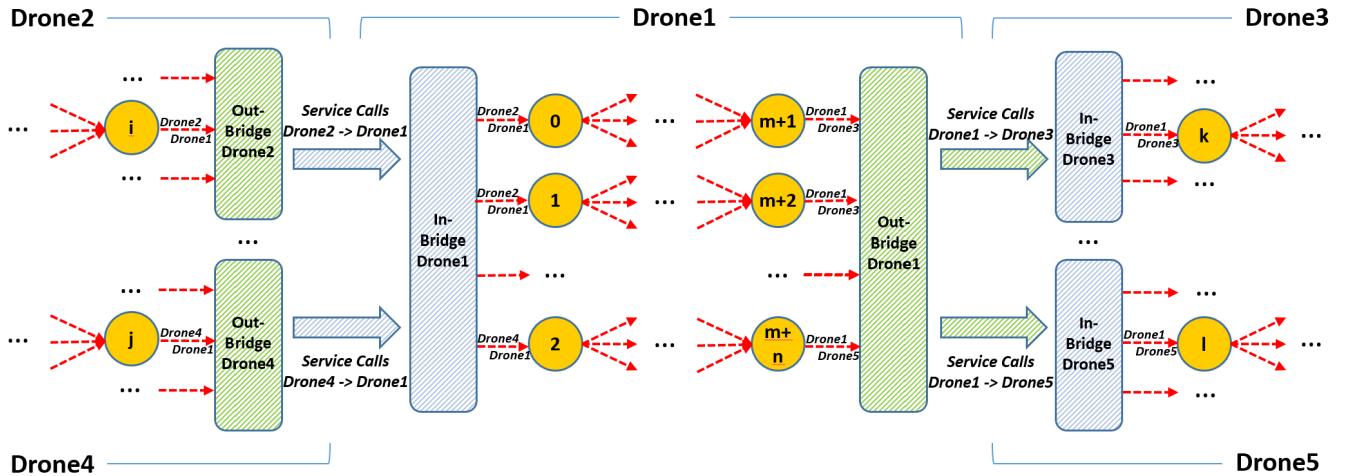 Drone2
Drone1
Drone3
...
...
i
Drone2
Drone1
...
Out-
Bridge
Drone2
Service Calls
Drone2 -> Drone1
...
...
j
Drone4
Drone1
...
...
Out-
Bridge
Drone4
Service Calls
Drone4 -> Drone1
In-
Bridge
Drone1
Drone2
Drone1
0
...
Drone2
Drone1
1
...
...
Drone4
Drone1
2
...
m+1
Drone1
Drone3
m+2
Drone1
Drone3
...
m+
n
Drone1
Drone5
Out-
Bridge
Drone1
Service Calls
Drone1 -> Drone3
Service Calls
Drone1 -> Drone5
In-
Bridge
Drone3
...
Drone1
Drone3
k
...
...
...
In-
Bridge
Drone5
...
Drone1
Drone5
l
...
...
Drone4
Drone5